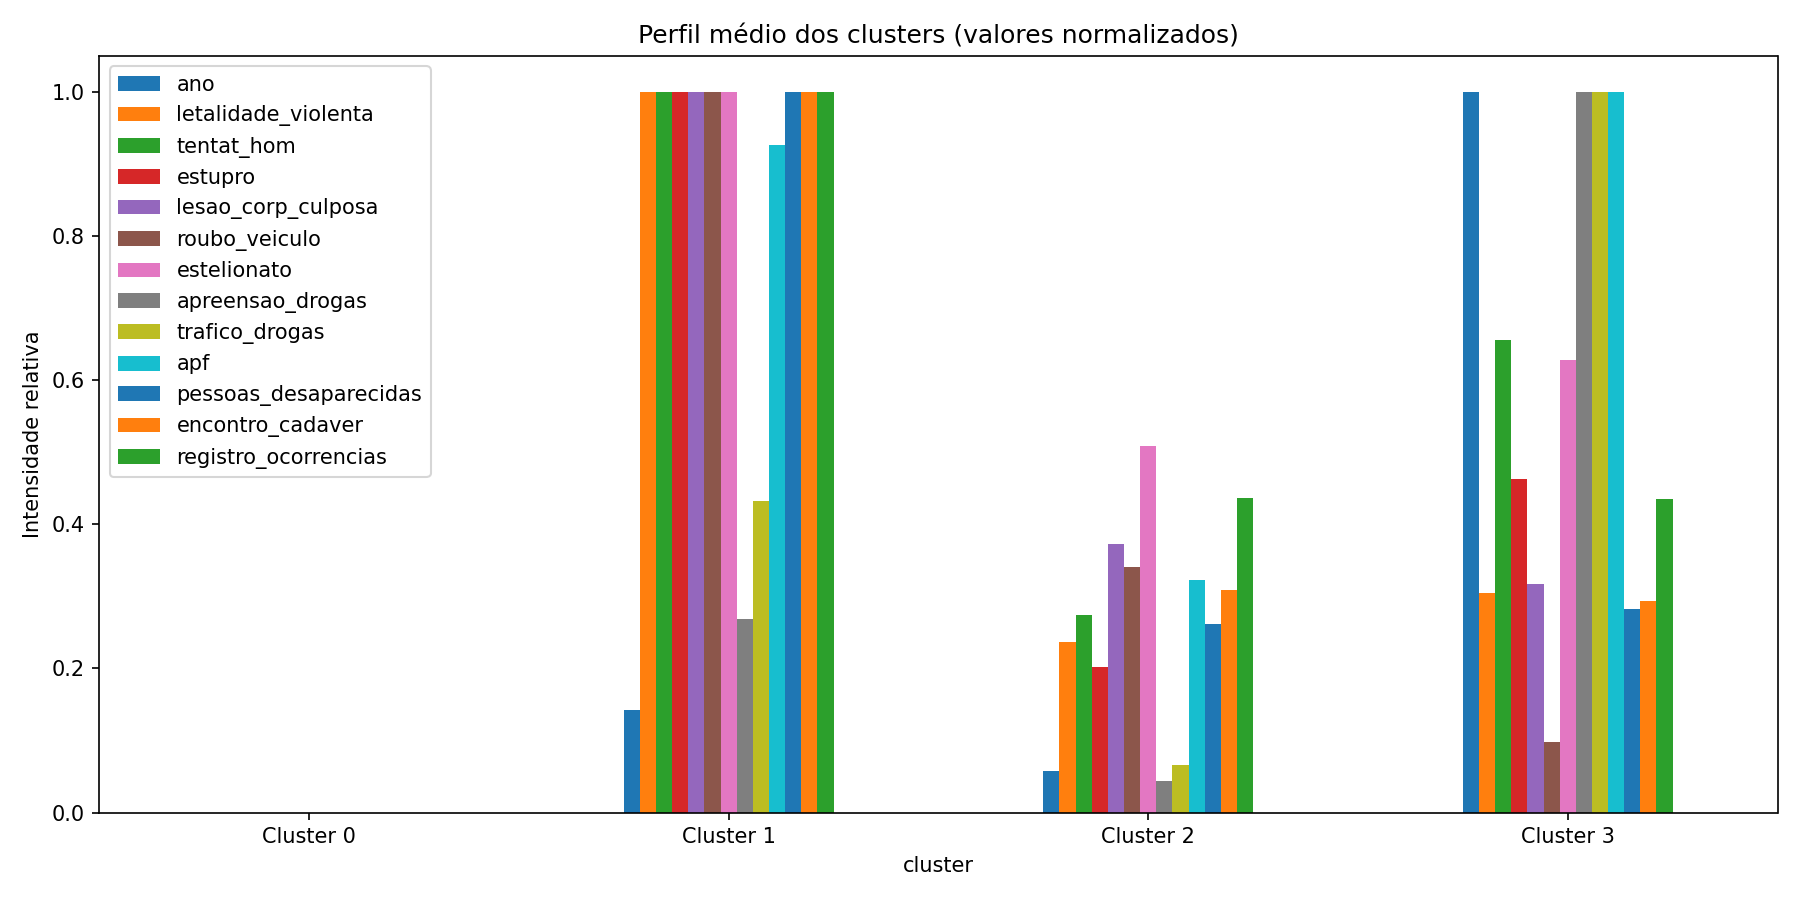 Perfil médio dos clusters (valores normalizados)
ano
letalidade_violenta
tentat_hom
estupro
lesao_corp_culposa
roubo_veiculo
estelionato
apreensao_drogas
trafico_drogas
apf
pessoas_desaparecidas
encontro_cadaver
registro_ocorrencias
Intensidade relativa
1.0
0.8
0.6
0.4
0.2
0.0
Cluster 0
Cluster 1
Cluster 2
Cluster 3
cluster